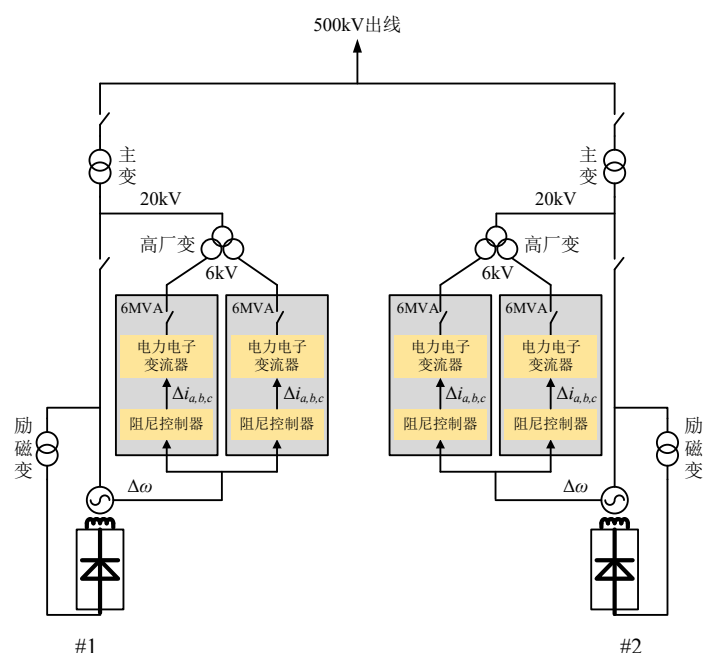 500kV出线
主变
主变
20kV
20kV
高厂变
高厂变
6kV
6kV
6MVA
6MVA
6MVA
6MVA
电力电子
变流器
电力电子
变流器
电力电子
变流器
电力电子
变流器
Δia,b,c
Δia,b,c
Δia,b,c
Δia,b,c
阻尼控制器
阻尼控制器
阻尼控制器
阻尼控制器
励磁变
励磁变
Δω
Δω
#1
#2